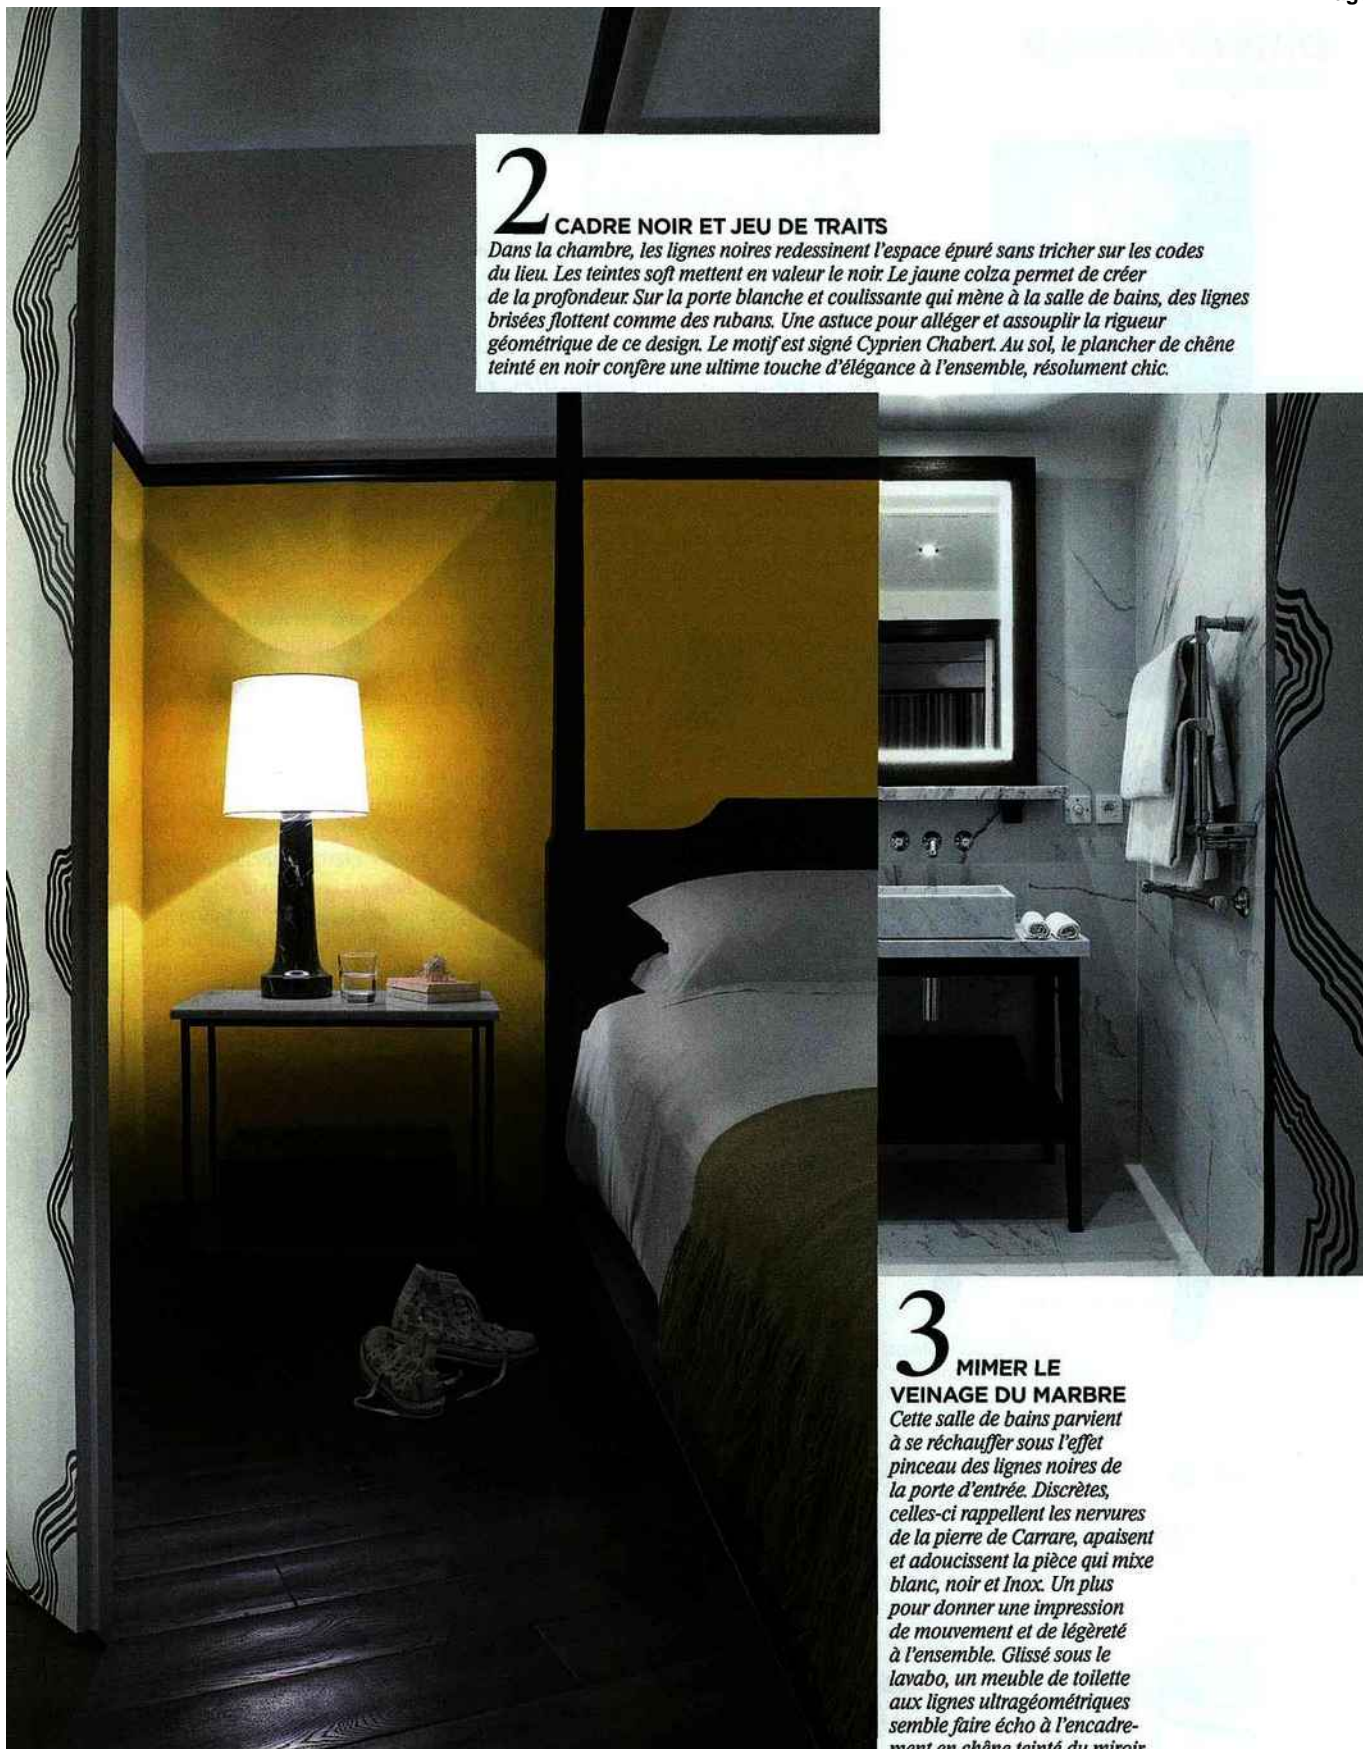 2
CADRE NOIR ET JEU DE TRAITS
Dans la chambre, les lignes noires redessinent l'espace épuré sans tricher sur les codes
du lieu. Les teintes soft mettent en valeur le noir. Le jaune colza permet de créer
de la profondeur. Sur la porte blanche et coulissante qui mène à la salle de bains, des lignes
brisées flottent comme des rubans. Une astuce pour alléger et assouplir la rigueur
géométrique de ce design. Le motif est signé Cyprien Chabert. Au sol, le plancher de chêne
teinté en noir confère une ultime touche d'élégance à l'ensemble, résolument chic.
3
MIMER LE
VEINAGE DU MARBRE
Cette salle de bains parvient
à se réchauffer sous l'effet
pinceau des lignes noires de
la porte d'entrée. Discrètes,
celles-ci rappellent les nervures
de la pierre de Carrare, apaisent
et adoucissent la pièce qui mixe
blanc, noir et Inox. Un plus
pour donner une impression
de mouvement et de légèreté
à l'ensemble. Glissé sous le
lavabo, un meuble de toilette
aux lignes ultragéométriques
semble faire écho à l'encadre-
ment en chêne teinté du miroir.